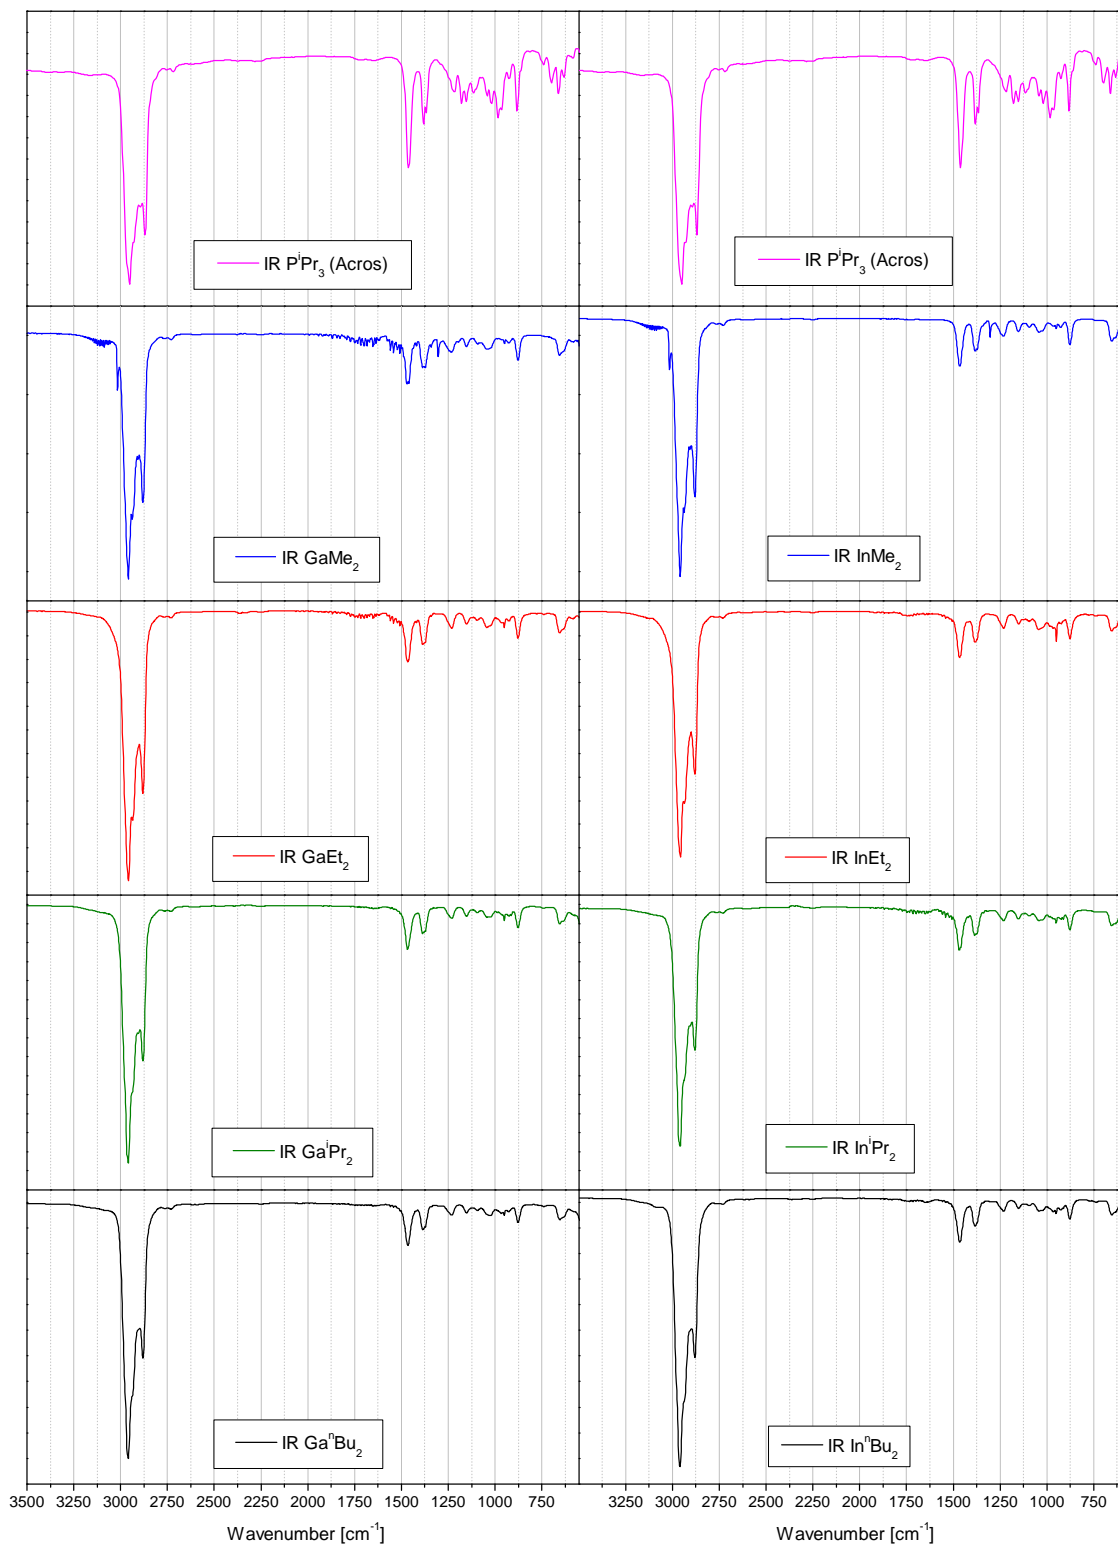 IR PⁱPr₃ (Acros)
IR PⁱPr₃ (Acros)
IR GaMe₂
IR InMe₂
IR GaEt₂
IR InEt₂
IR GaⁱPr₂
IR InⁱPr₂
IR GaⁿBu₂
IR InⁿBu₂
3500 3250 3000 2750 2500 2250 2000 1750 1500 1250 1000 750
3250 3000 2750 2500 2250 2000 1750 1500 1250 1000 750
Wavenumber [cm⁻¹]
Wavenumber [cm⁻¹]